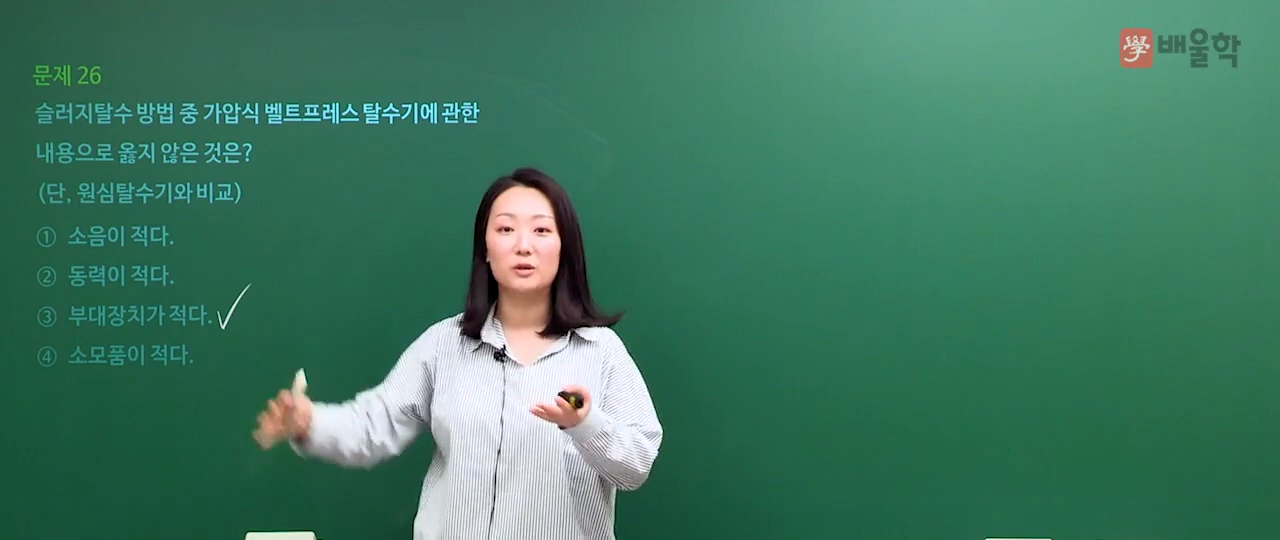 學 배울학
문제 26
슬러지탈수 방법 중 가압식 벨트프레스 탈수기에 관한
내용으로 옳지 않은 것은?
(단, 원심탈수기와 비교)
① 소음이 적다.
② 동력이 적다.
③ 부대장치가 적다.
④ 소모품이 적다.